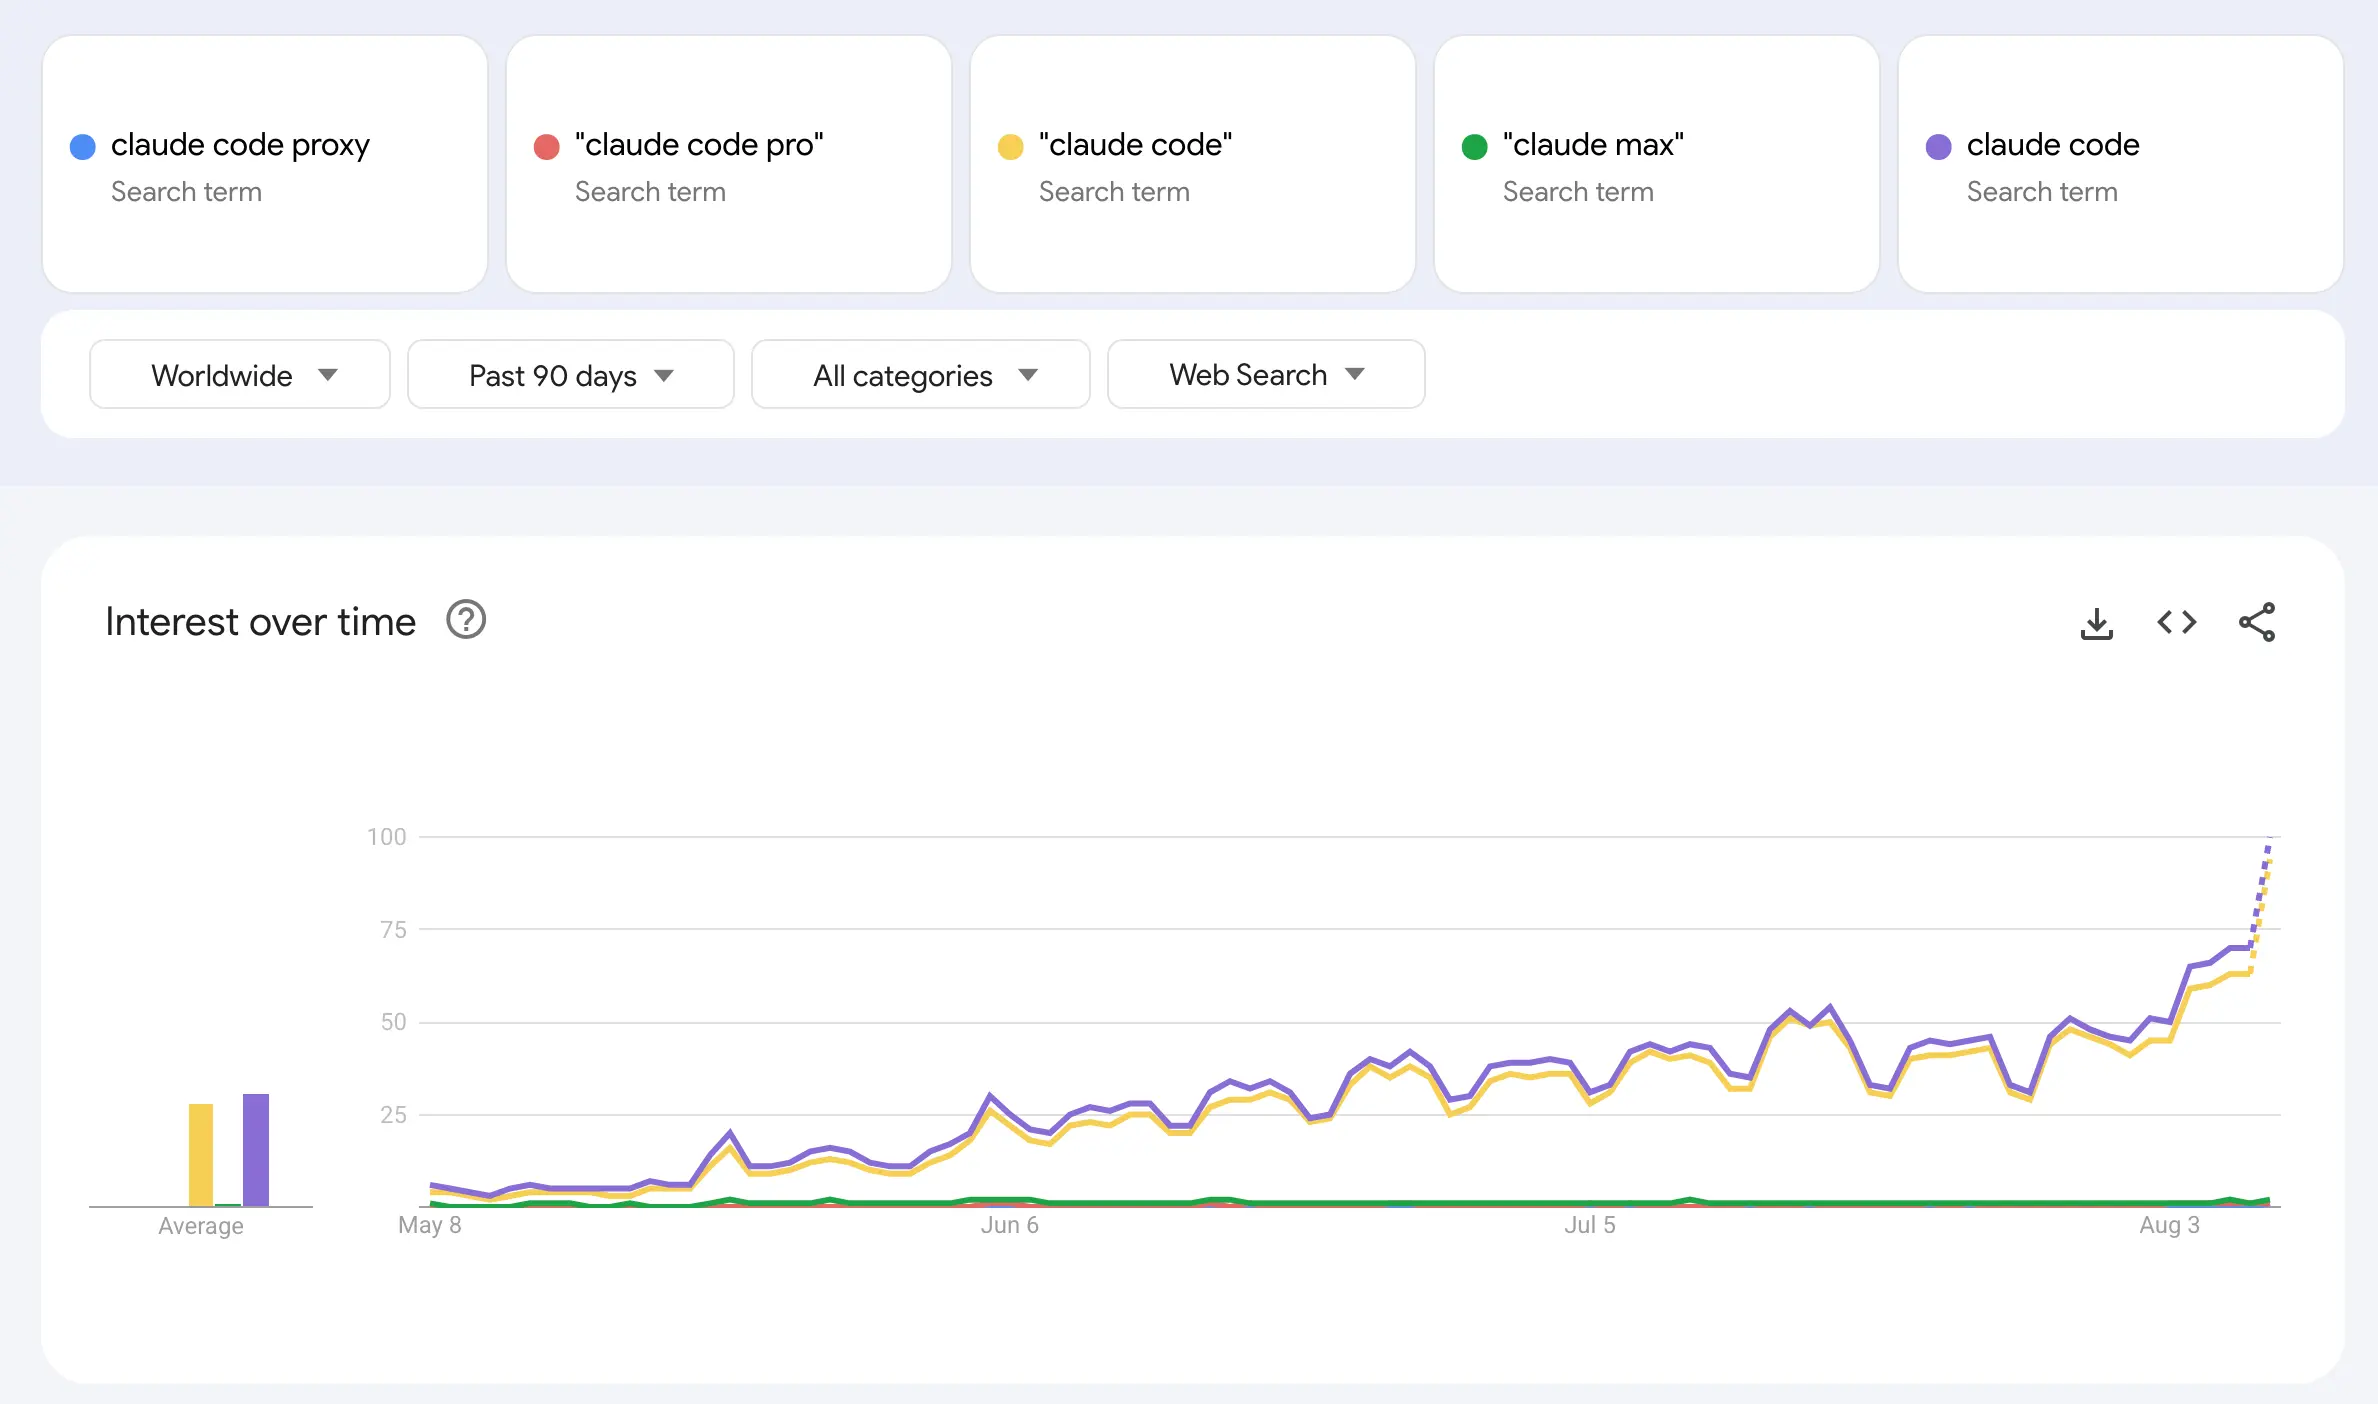 claude code proxy
Search term
"claude code pro"
Search term
"claude code"
Search term
"claude max"
Search term
claude code
Search term
Worldwide
Past 90 days
All categories
Web Search
Interest over time
?
100
75
50
25
Average
May 8
Jun 6
Jul 5
Aug 3